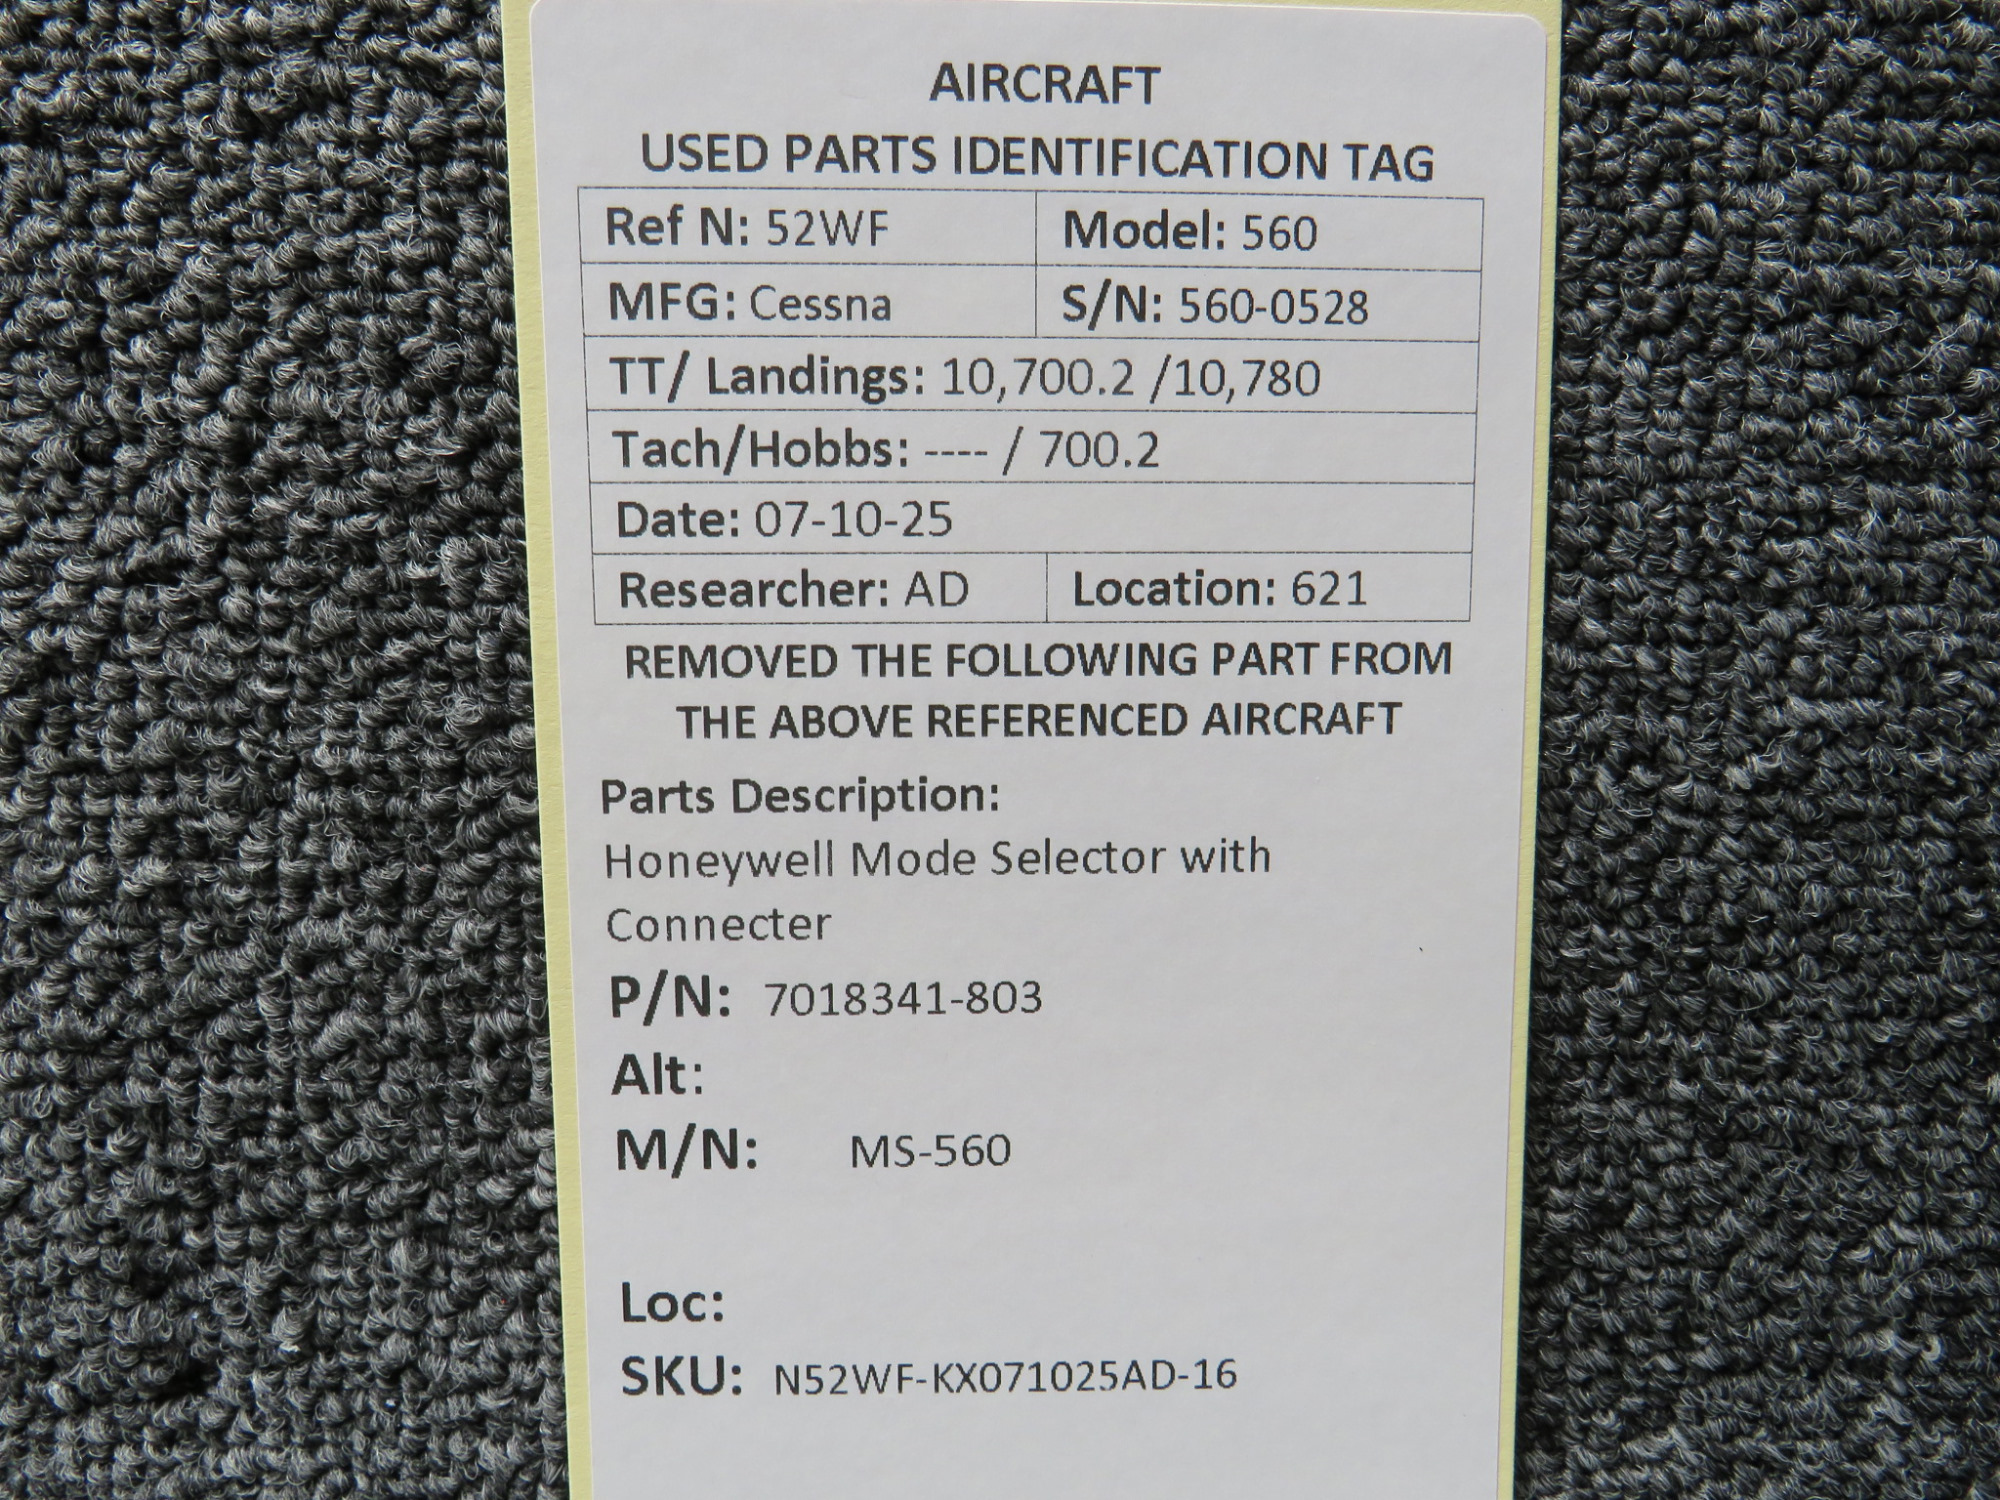 AIRCRAFT
USED PARTS IDENTIFICATION TAG
Ref N: 52WF Model: 560
MFG: Cessna S/N: 560-0528
TT/ Landings: 10,700.2 /10,780
Tach/Hobbs: ---- / 700.2
Date: 07-10-25
Researcher: AD Location: 621
REMOVED THE FOLLOWING PART FROM
THE ABOVE REFERENCED AIRCRAFT
Parts Description:
Honeywell Mode Selector with
Connecter
P/N: 7018341-803
Alt:
M/N: MS-560
Loc:
SKU: N52WF-KX071025AD-16